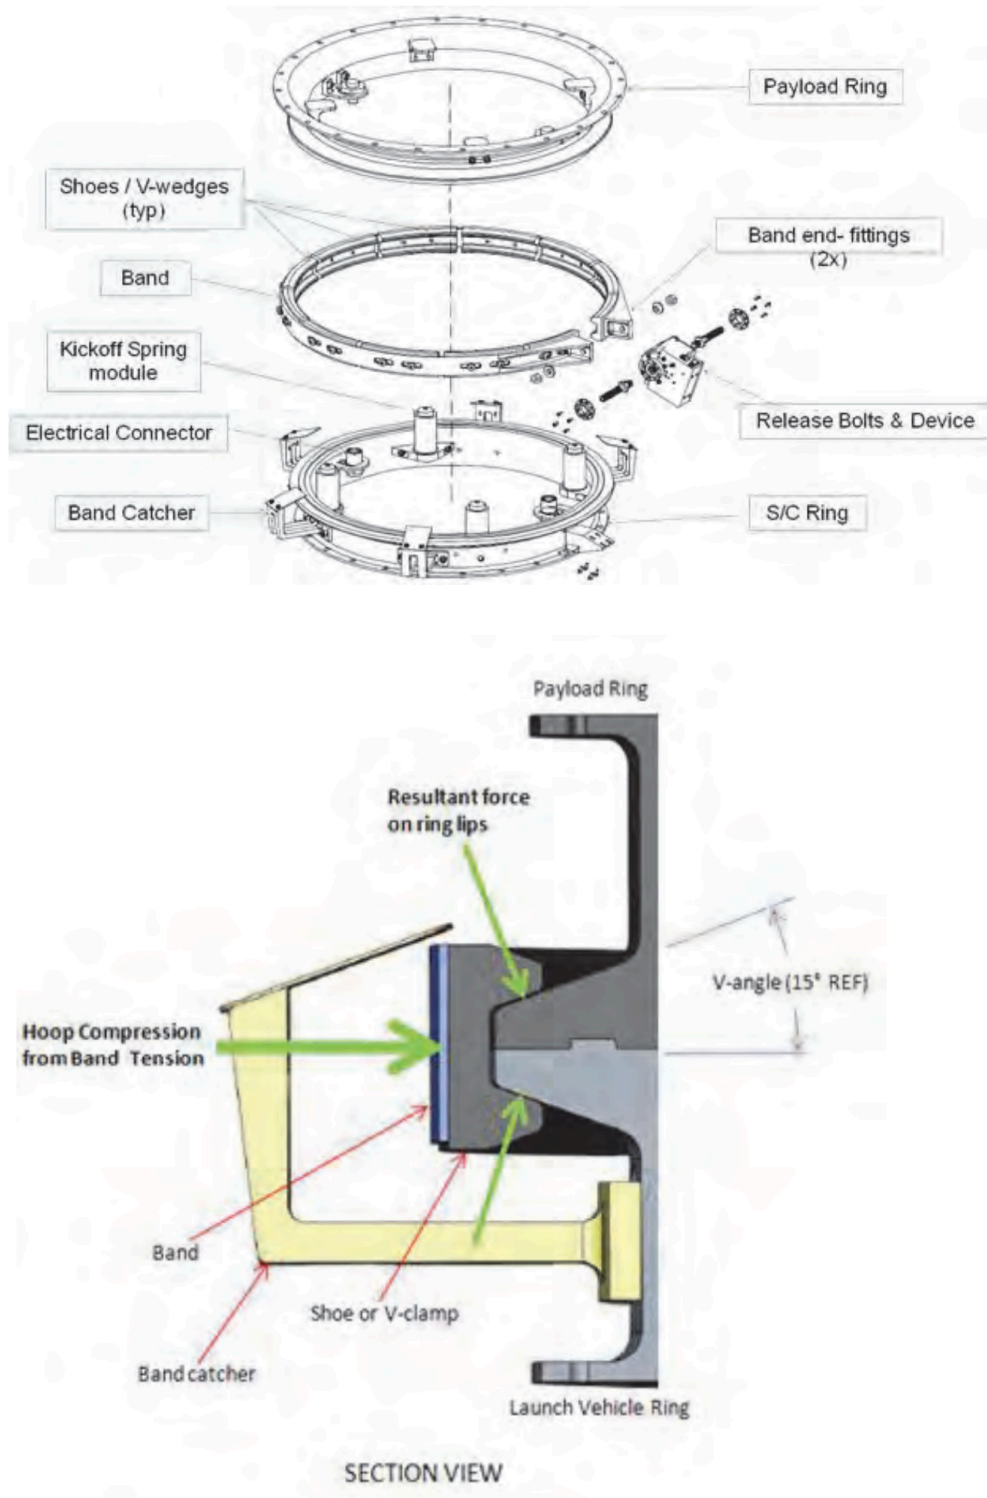 Payload Ring
Shoes / V-wedges
(typ)
Band end- fittings
(2x)
Band
Kickoff Spring
module
Release Bolts & Device
Electrical Connector
Band Catcher
S/C Ring
Payload Ring
Resultant force
on ring lips
V-angle (15° REF)
Hoop Compression
from Band Tension
Band
Shoe or V-clamp
Band catcher
Launch Vehicle Ring
SECTION VIEW